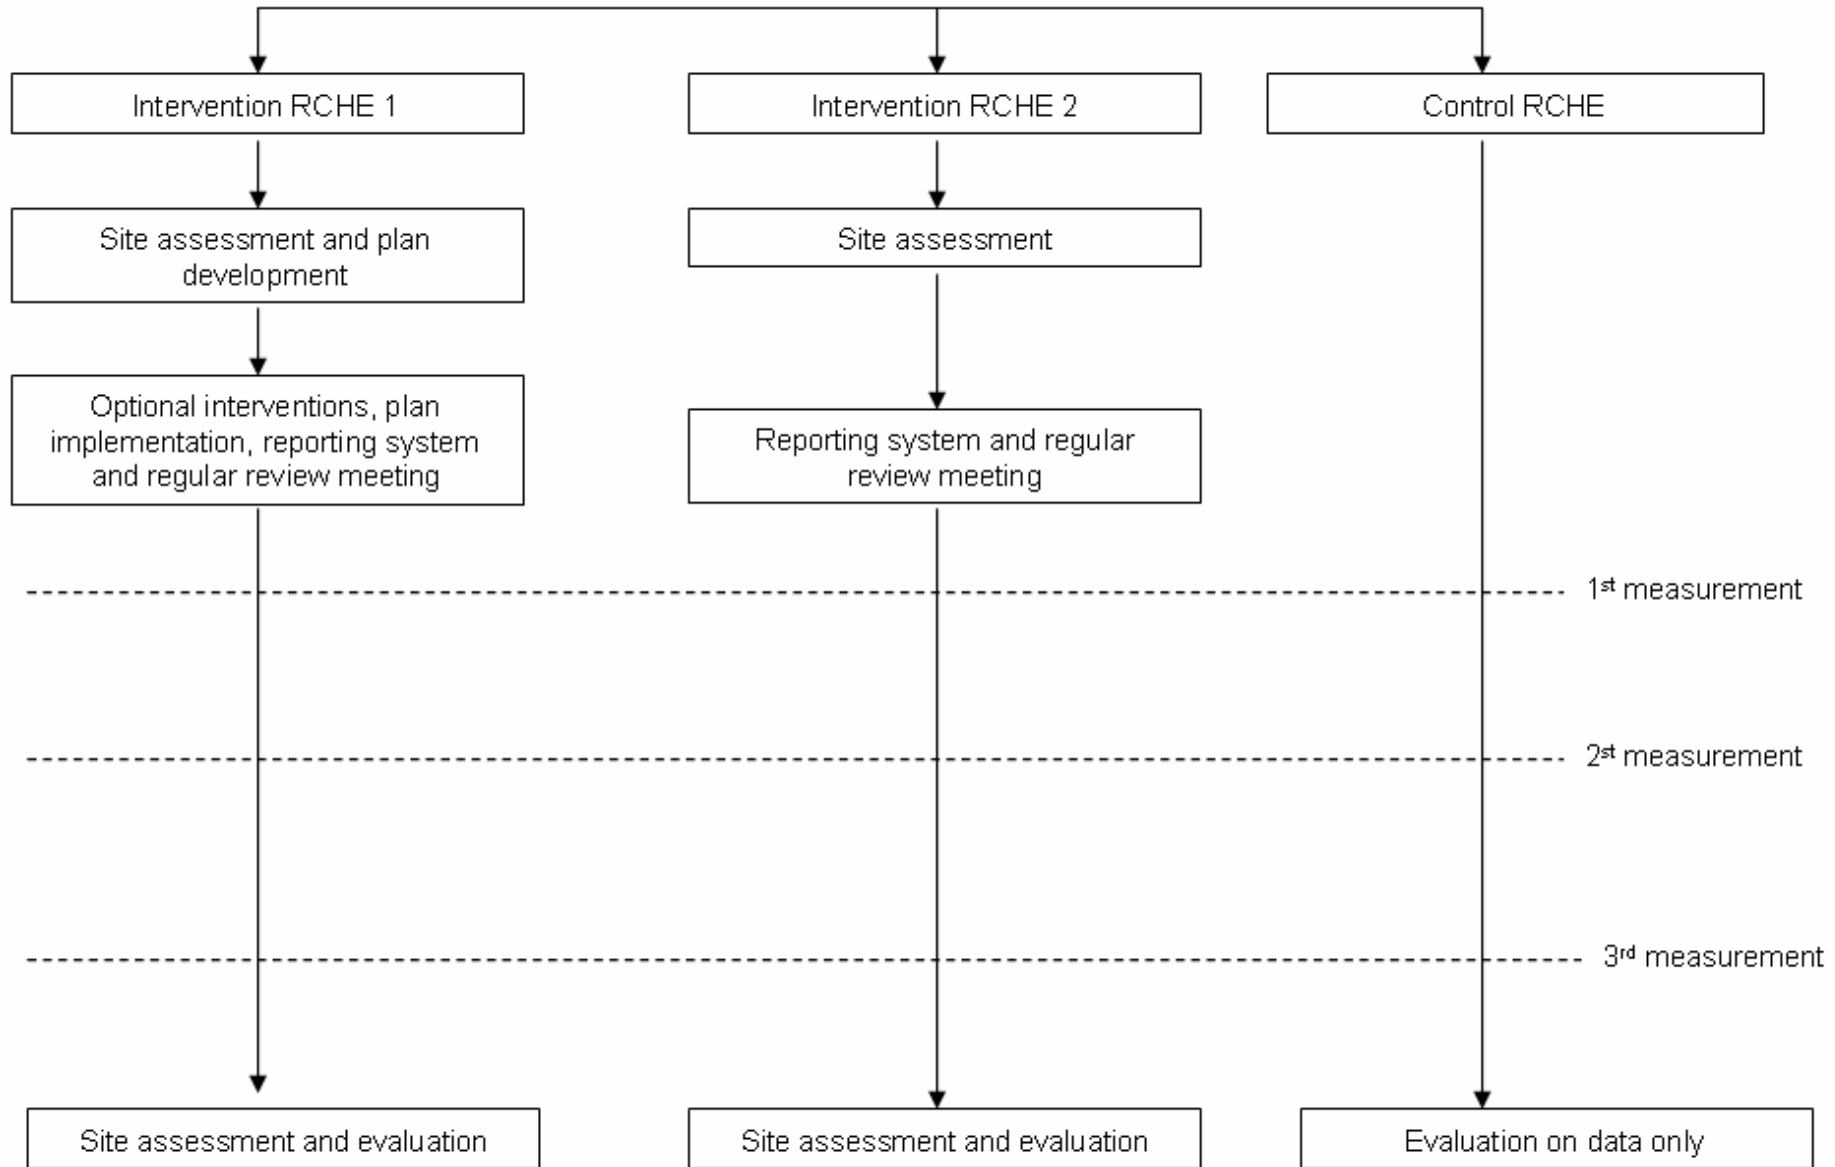 Intervention RCHE 1
Intervention RCHE 2
Control RCHE
Site assessment and plan
development
Site assessment
Optional interventions, plan
implementation, reporting system
and regular review meeting
Reporting system and regular
review meeting
1st measurement
2st measurement
3rd measurement
Site assessment and evaluation
Site assessment and evaluation
Evaluation on data only